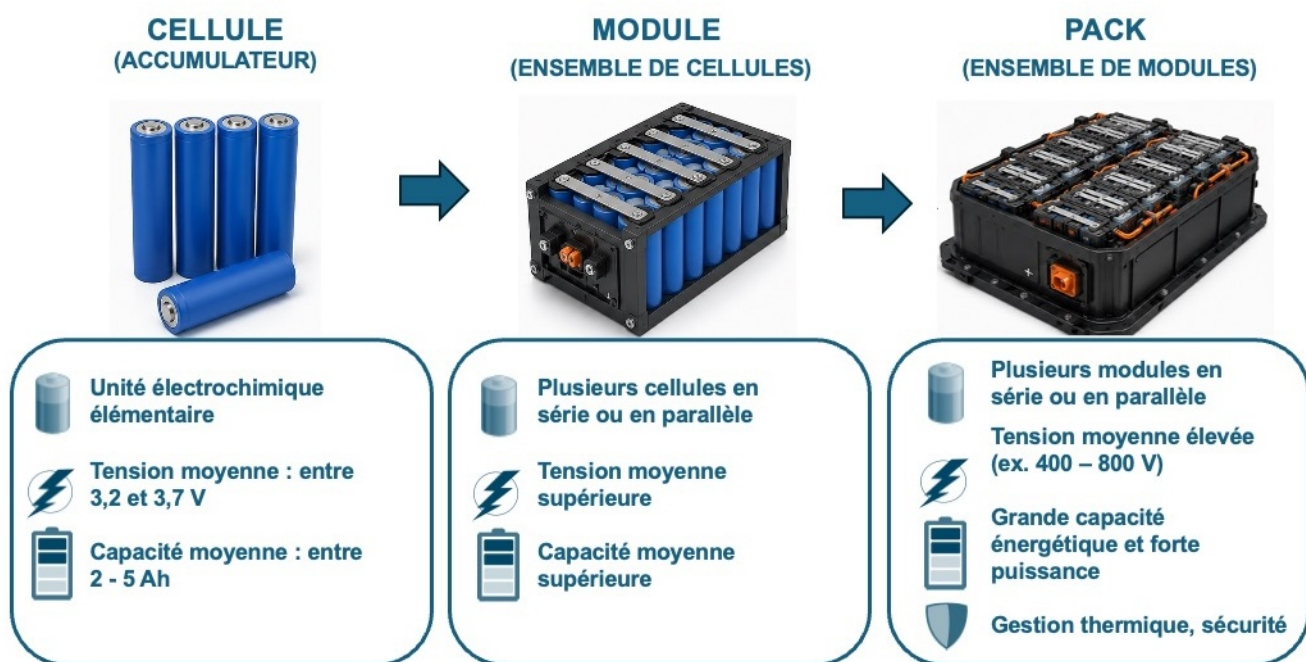 CELLULE
(ACCUMULATEUR)
MODULE
(ENSEMBLE DE CELLULES)
PACK
(ENSEMBLE DE MODULES)
Unité électrochimique
élémentaire
Tension moyenne : entre
3,2 et 3,7 V
Capacité moyenne : entre
2 - 5 Ah
Plusieurs cellules en
série ou en parallèle
Tension moyenne
supérieure
Capacité moyenne
supérieure
Plusieurs modules en
série ou en parallèle
Tension moyenne élevée
(ex. 400 – 800 V)
Grande capacité
énergétique et forte
puissance
Gestion thermique, sécurité